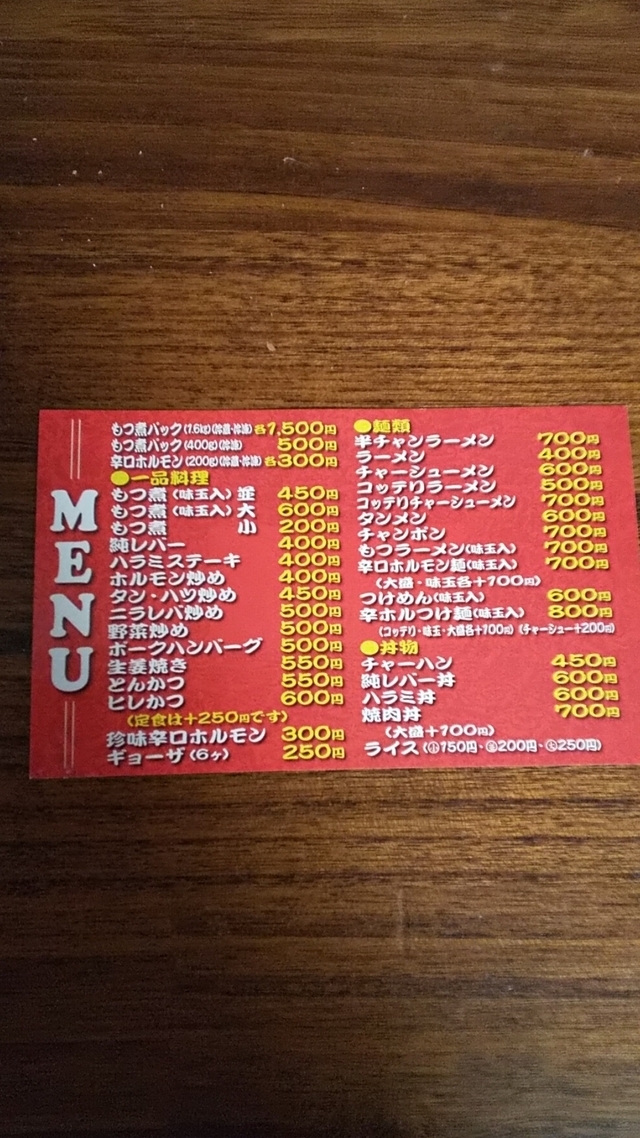 MENU
もつ煮パック(1.6kg)(冷蔵・冷凍) 各1,500円
もつ煮パック(400g)(冷凍) 500円
辛口ホルモン(200g)(冷蔵・冷凍) 各300円
●一品料理
もつ煮(味玉入) 並 450円
もつ煮(味玉入) 大 600円
もつ煮 小 200円
純レバー 400円
ハラミステーキ 400円
ホルモン炒め 400円
タン・ハツ炒め 450円
ニラレバ炒め 500円
野菜炒め 500円
ポークハンバーグ 500円
生姜焼き 550円
とんかつ 550円
ヒレかつ 600円
(定食は+250円です)
珍味辛口ホルモン 300円
ギョーザ(6ヶ) 250円
●麺類
半チャンラーメン 700円
ラーメン 400円
チャーシューメン 600円
コッテリラーメン 500円
コッテリチャーシューメン 700円
タンメン 600円
チャンポン 700円
もつラーメン(味玉入) 700円
辛口ホルモン麺(味玉入) 700円
(大盛・味玉各+100円)
つけめん(味玉入) 600円
辛ホルつけ麺(味玉入) 800円
(コッテリ・味玉・大盛各+100円)(チャーシュー+200円)
●丼物
チャーハン 450円
純レバー丼 600円
ハラミ丼 600円
焼肉丼 700円
(大盛+100円)
ライス(小150円・中200円・大250円)